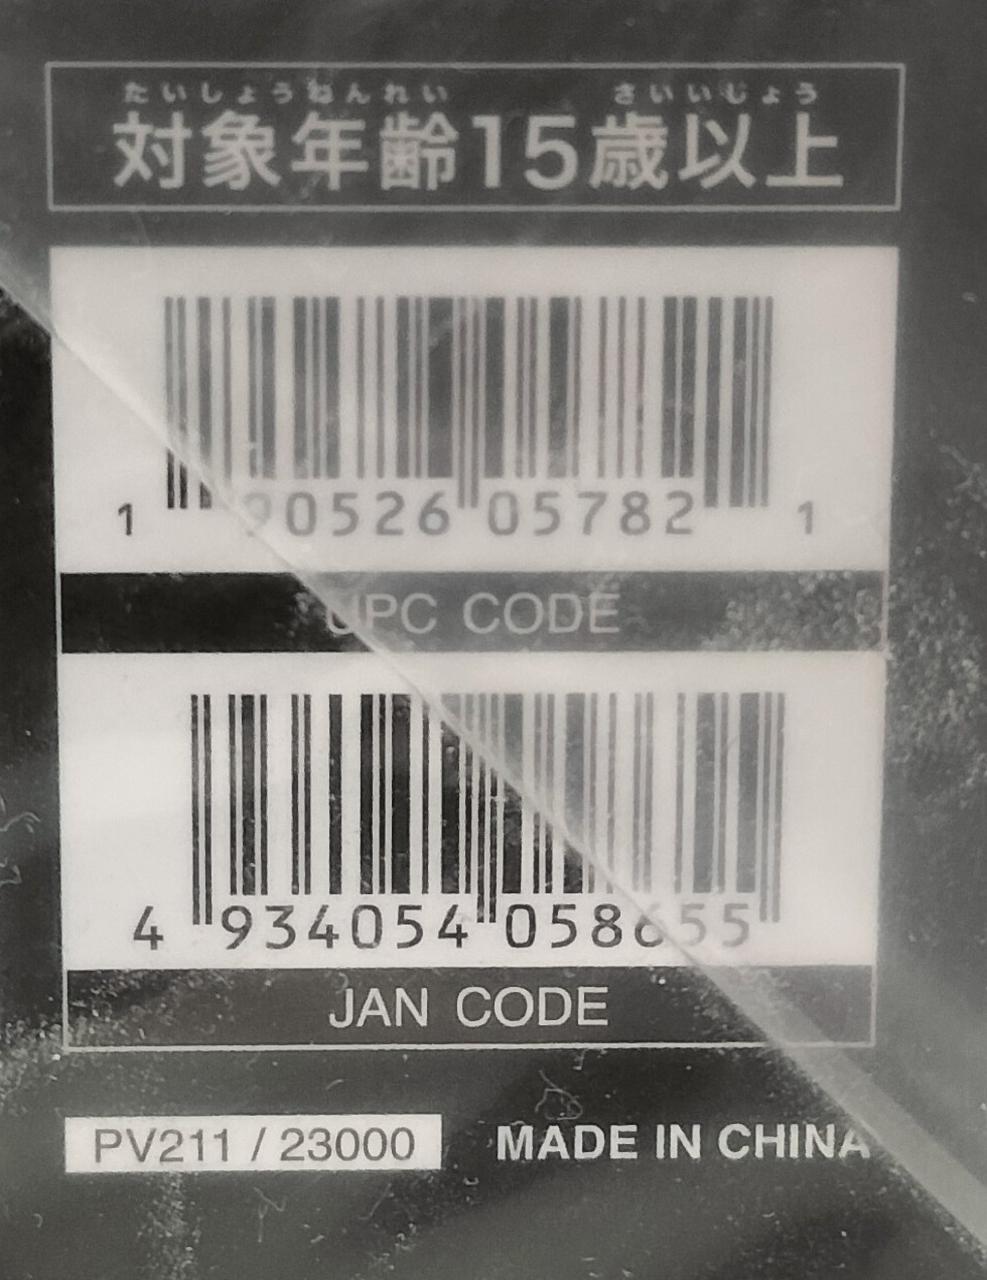 たいしょうねんれい さいいじょう
対象年齢15歳以上
1 90526 05782 1
UPC CODE
4 934054 058655
JAN CODE
PV211 / 23000 MADE IN CHINA